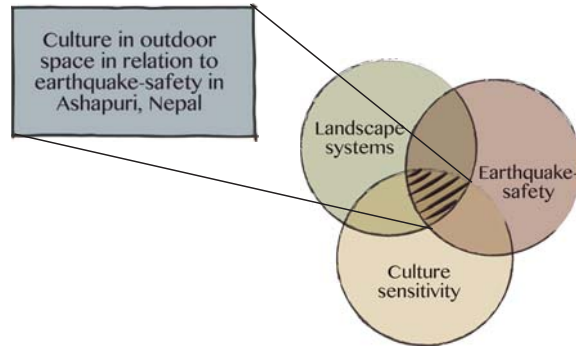 Culture in outdoor
space in relation to
earthquake-safety in
Ashapuri, Nepal
Landscape
systems
Earthquake-
safety
Culture
sensitivity